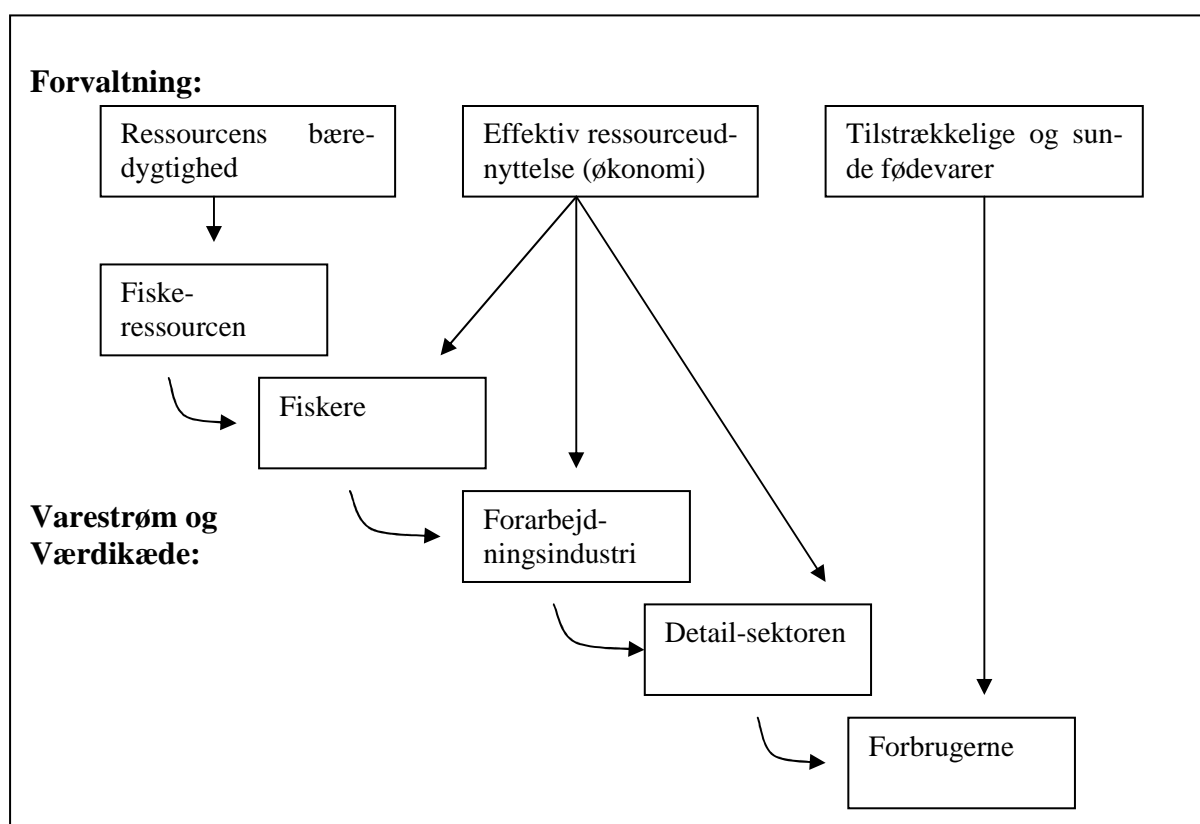 Forvaltning:
Ressourcens bære-
dygtighed
Effektiv ressourceud-
nyttelse (økonomi)
Tilstrækkelige og sun-
de fødevarer
Fiske-
ressourcen
Fiskere
Varestrøm og
Værdikæde:
Forarbejd-
ningsindustri
Detail-sektoren
Forbrugerne